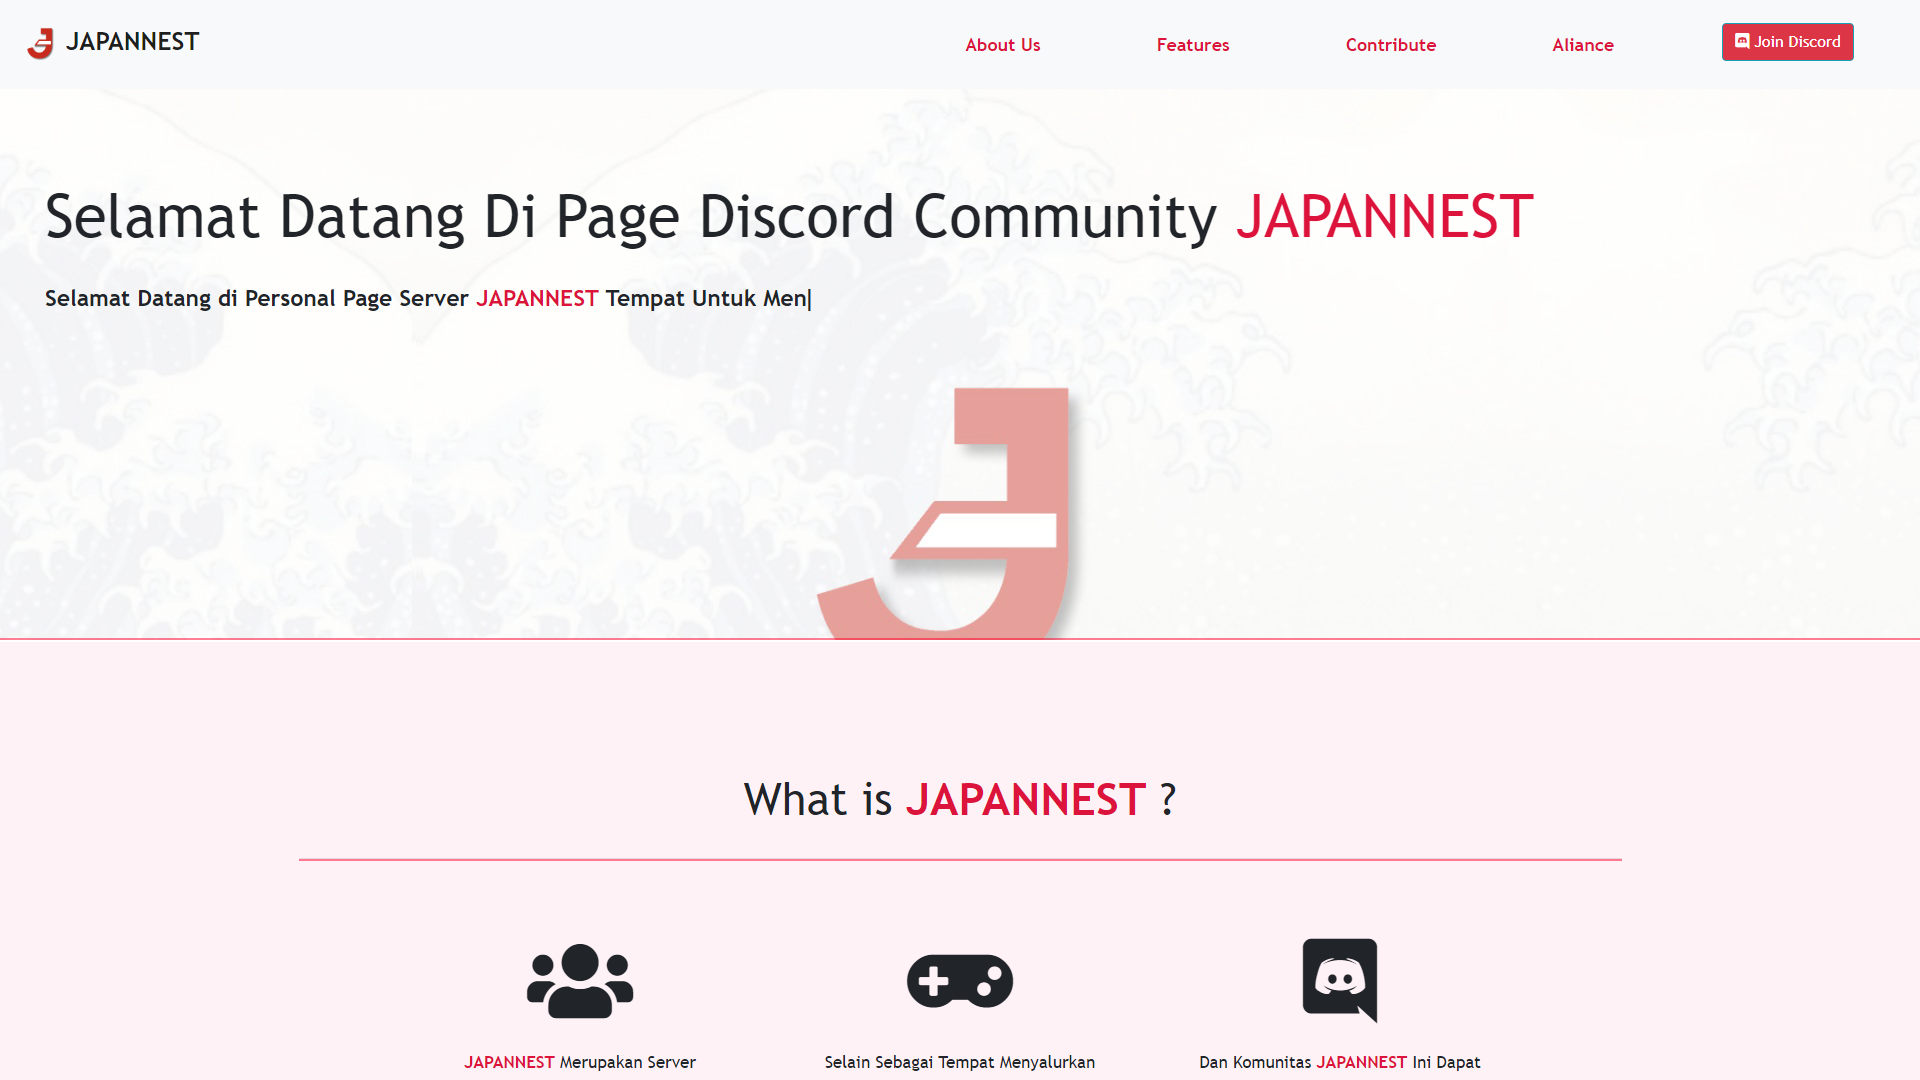 JAPANNEST
About Us
Features
Contribute
Aliance
Join Discord
Selamat Datang Di Page Discord Community JAPANNEST
Selamat Datang di Personal Page Server JAPANNEST Tempat Untuk Men|
What is JAPANNEST ?
JAPANNEST Merupakan Server
Selain Sebagai Tempat Menyalurkan
Dan Komunitas JAPANNEST Ini Dapat